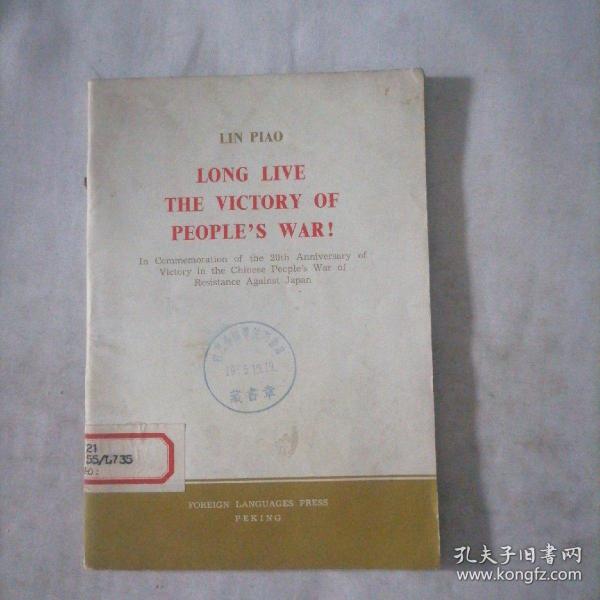 LIN PIAO
LONG LIVE
THE VICTORY OF
PEOPLE'S WAR!
In Commemoration of the 20th Anniversary of
Victory in the Chinese People's War of
Resistance Against Japan
藏書章
21
55/L735
FOREIGN LANGUAGES PRESS
PEKING
孔夫子旧书网
www.kongfz.com